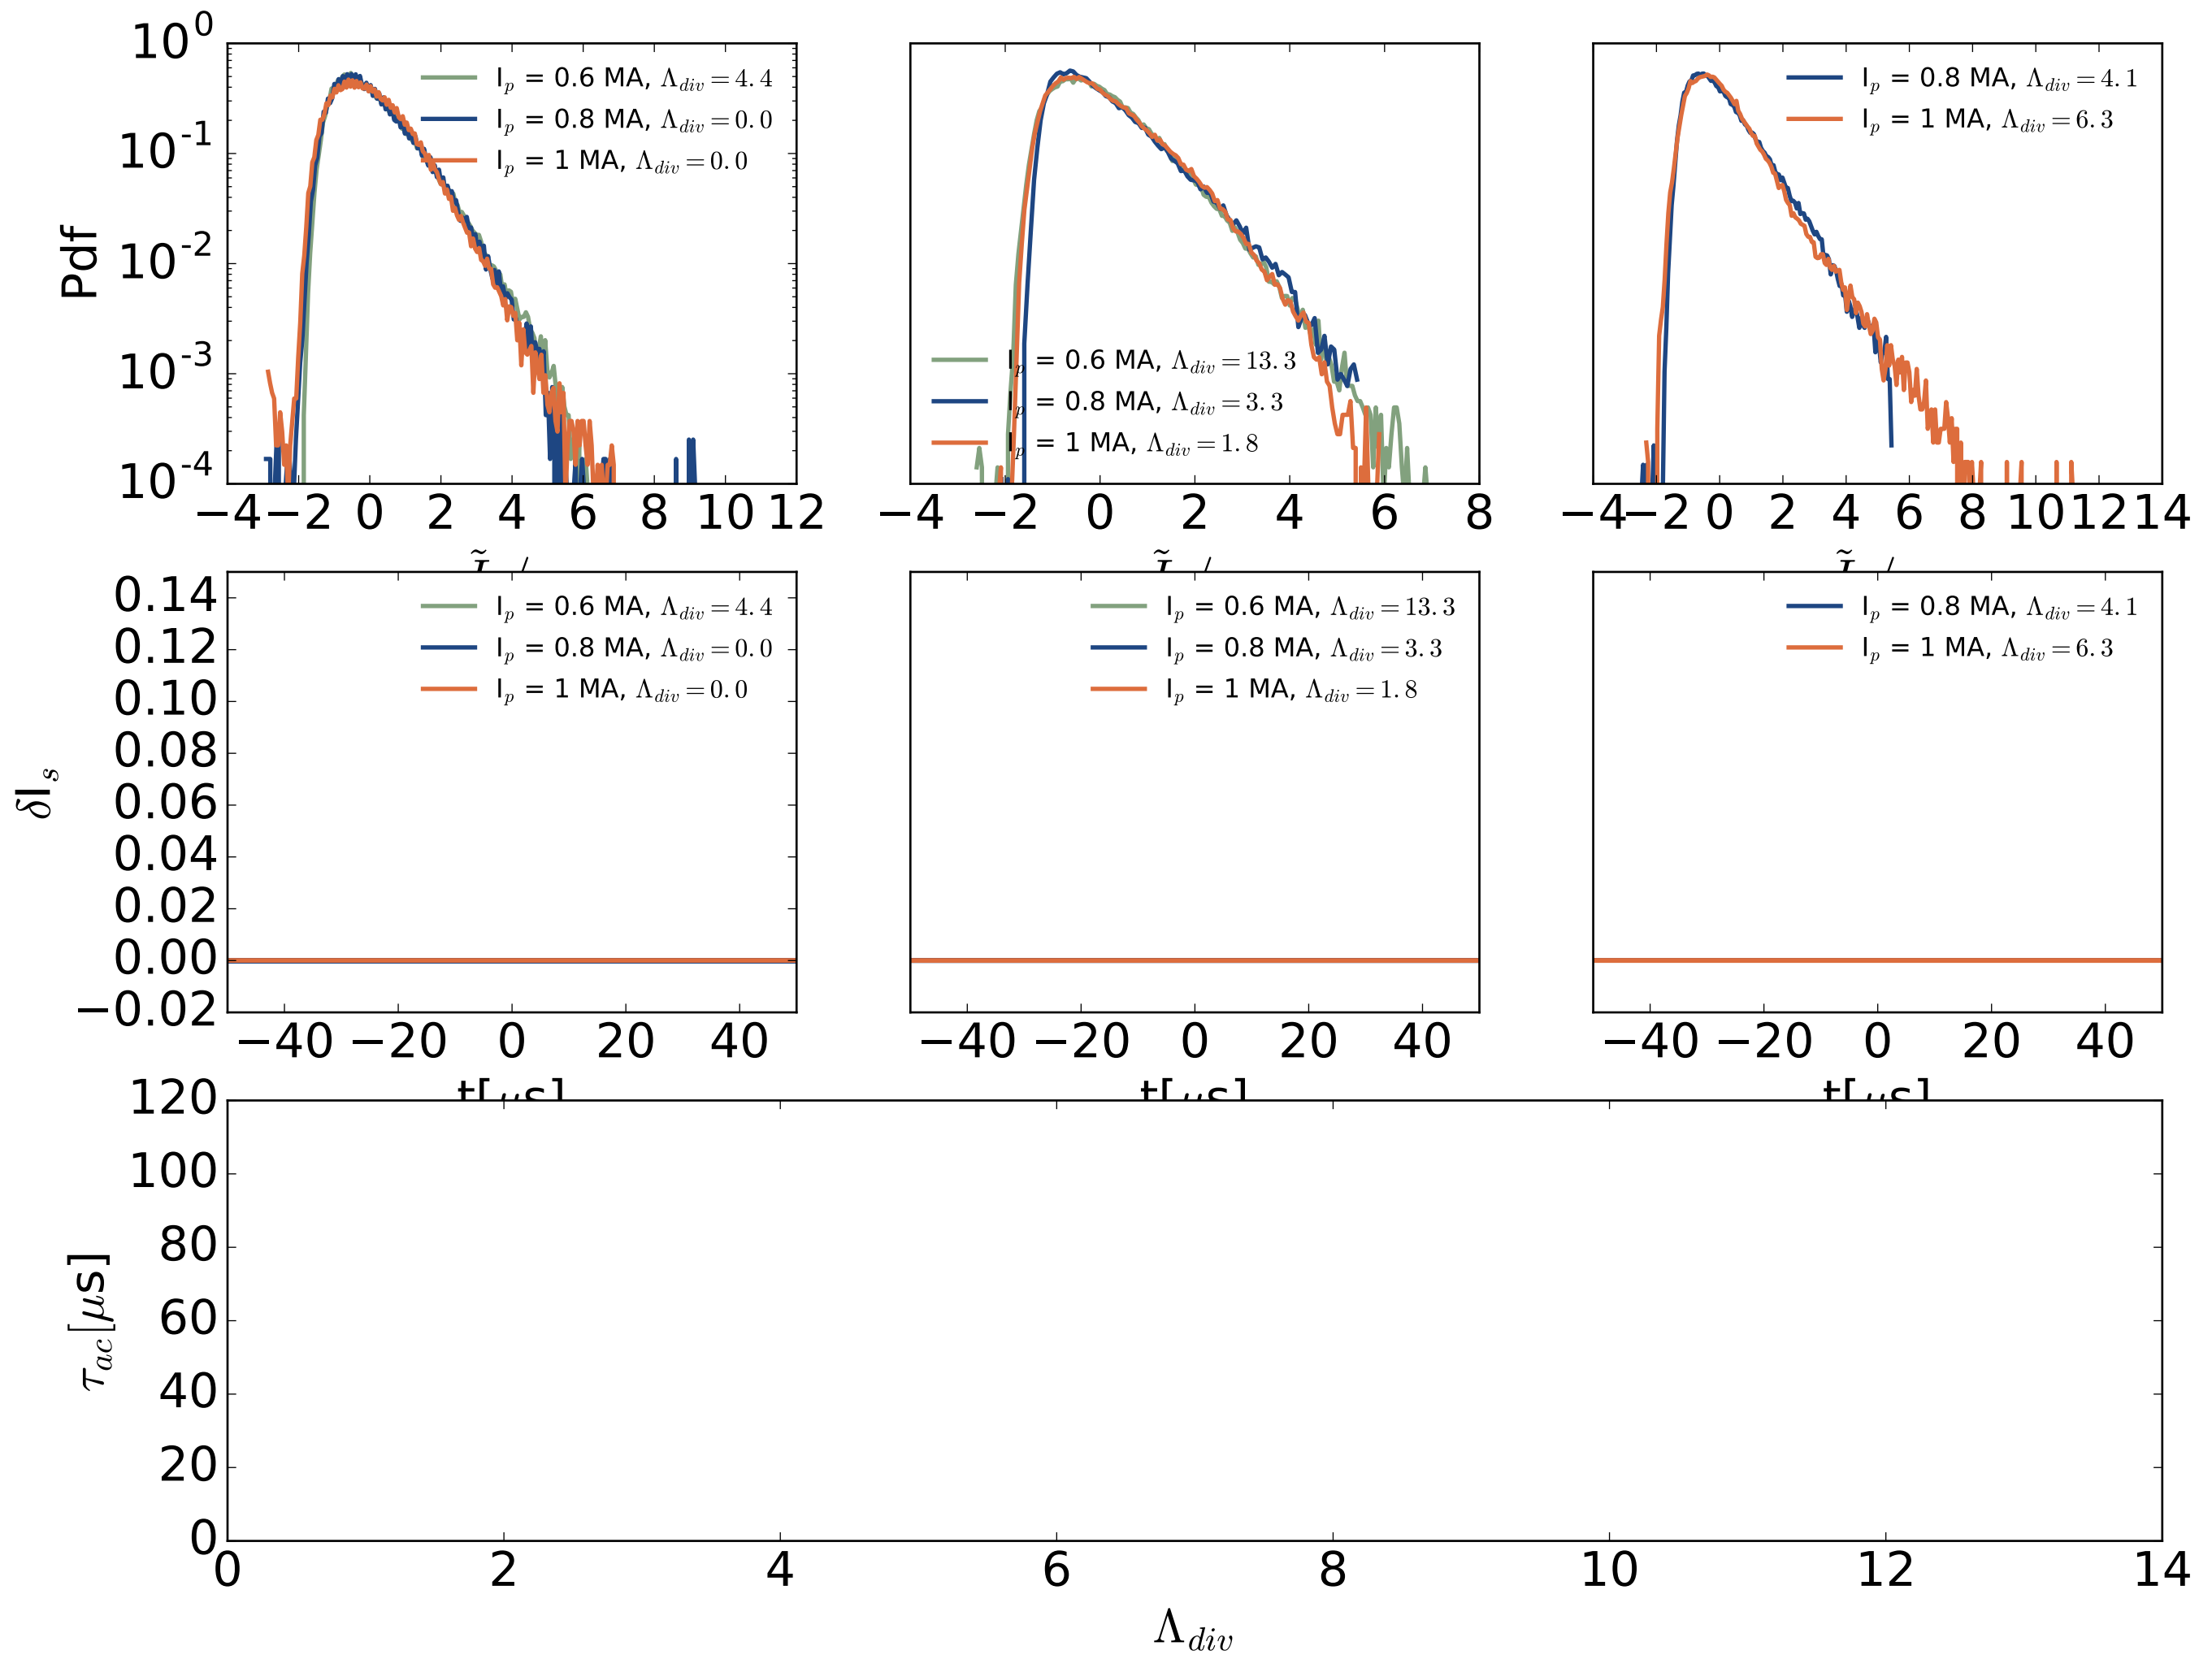 10^0
10^-1
10^-2
10^-3
10^-4
Pdf
I_p = 0.6 MA, Λ_div = 4.4
I_p = 0.8 MA, Λ_div = 0.0
I_p = 1 MA, Λ_div = 0.0
−4 −2 0 2 4 6 8 10 12
I_p = 0.6 MA, Λ_div = 13.3
I_p = 0.8 MA, Λ_div = 3.3
I_p = 1 MA, Λ_div = 1.8
−4 −2 0 2 4 6 8
I_p = 0.8 MA, Λ_div = 4.1
I_p = 1 MA, Λ_div = 6.3
−4 −2 0 2 4 6 8 10 12 14
0.14
0.12
0.10
0.08
0.06
0.04
0.02
0.00
−0.02
δI_s
I_p = 0.6 MA, Λ_div = 4.4
I_p = 0.8 MA, Λ_div = 0.0
I_p = 1 MA, Λ_div = 0.0
−40 −20 0 20 40
t[μs]
I_p = 0.6 MA, Λ_div = 13.3
I_p = 0.8 MA, Λ_div = 3.3
I_p = 1 MA, Λ_div = 1.8
−40 −20 0 20 40
t[μs]
I_p = 0.8 MA, Λ_div = 4.1
I_p = 1 MA, Λ_div = 6.3
−40 −20 0 20 40
t[μs]
120
100
80
60
40
20
0
τ_ac[μs]
0 2 4 6 8 10 12 14
Λ_div